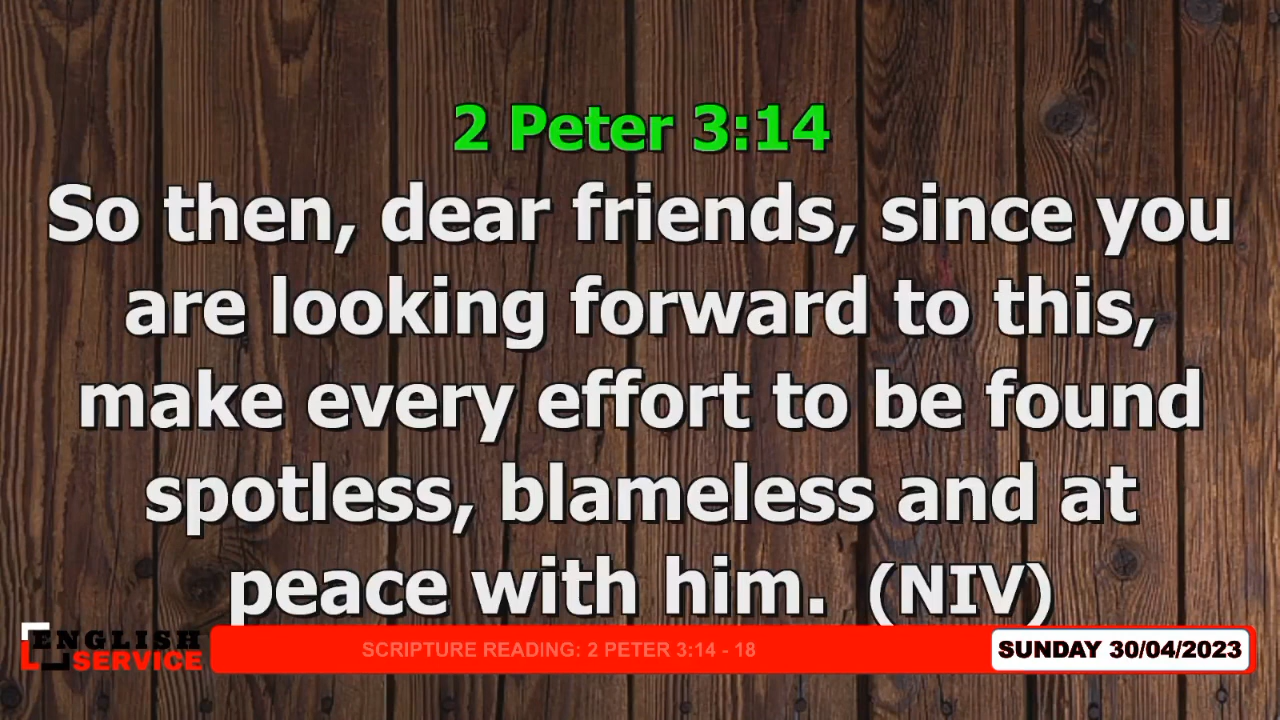 2 Peter 3:14
So then, dear friends, since you
are looking forward to this,
make every effort to be found
spotless, blameless and at
peace with him. (NIV)
ENGLISH
SERVICE
SCRIPTURE READING: 2 PETER 3:14 - 18
SUNDAY 30/04/2023